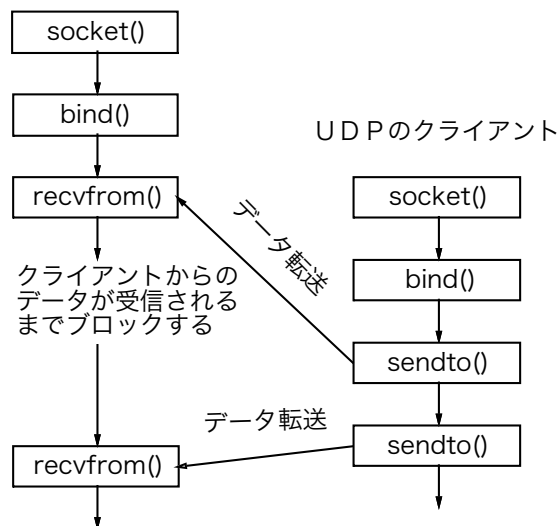 socket()
bind()
recvfrom()
クライアントからの
データが受信される
までブロックする
recvfrom()
データ転送
データ転送
ＵＤＰのクライアント
socket()
bind()
sendto()
sendto()